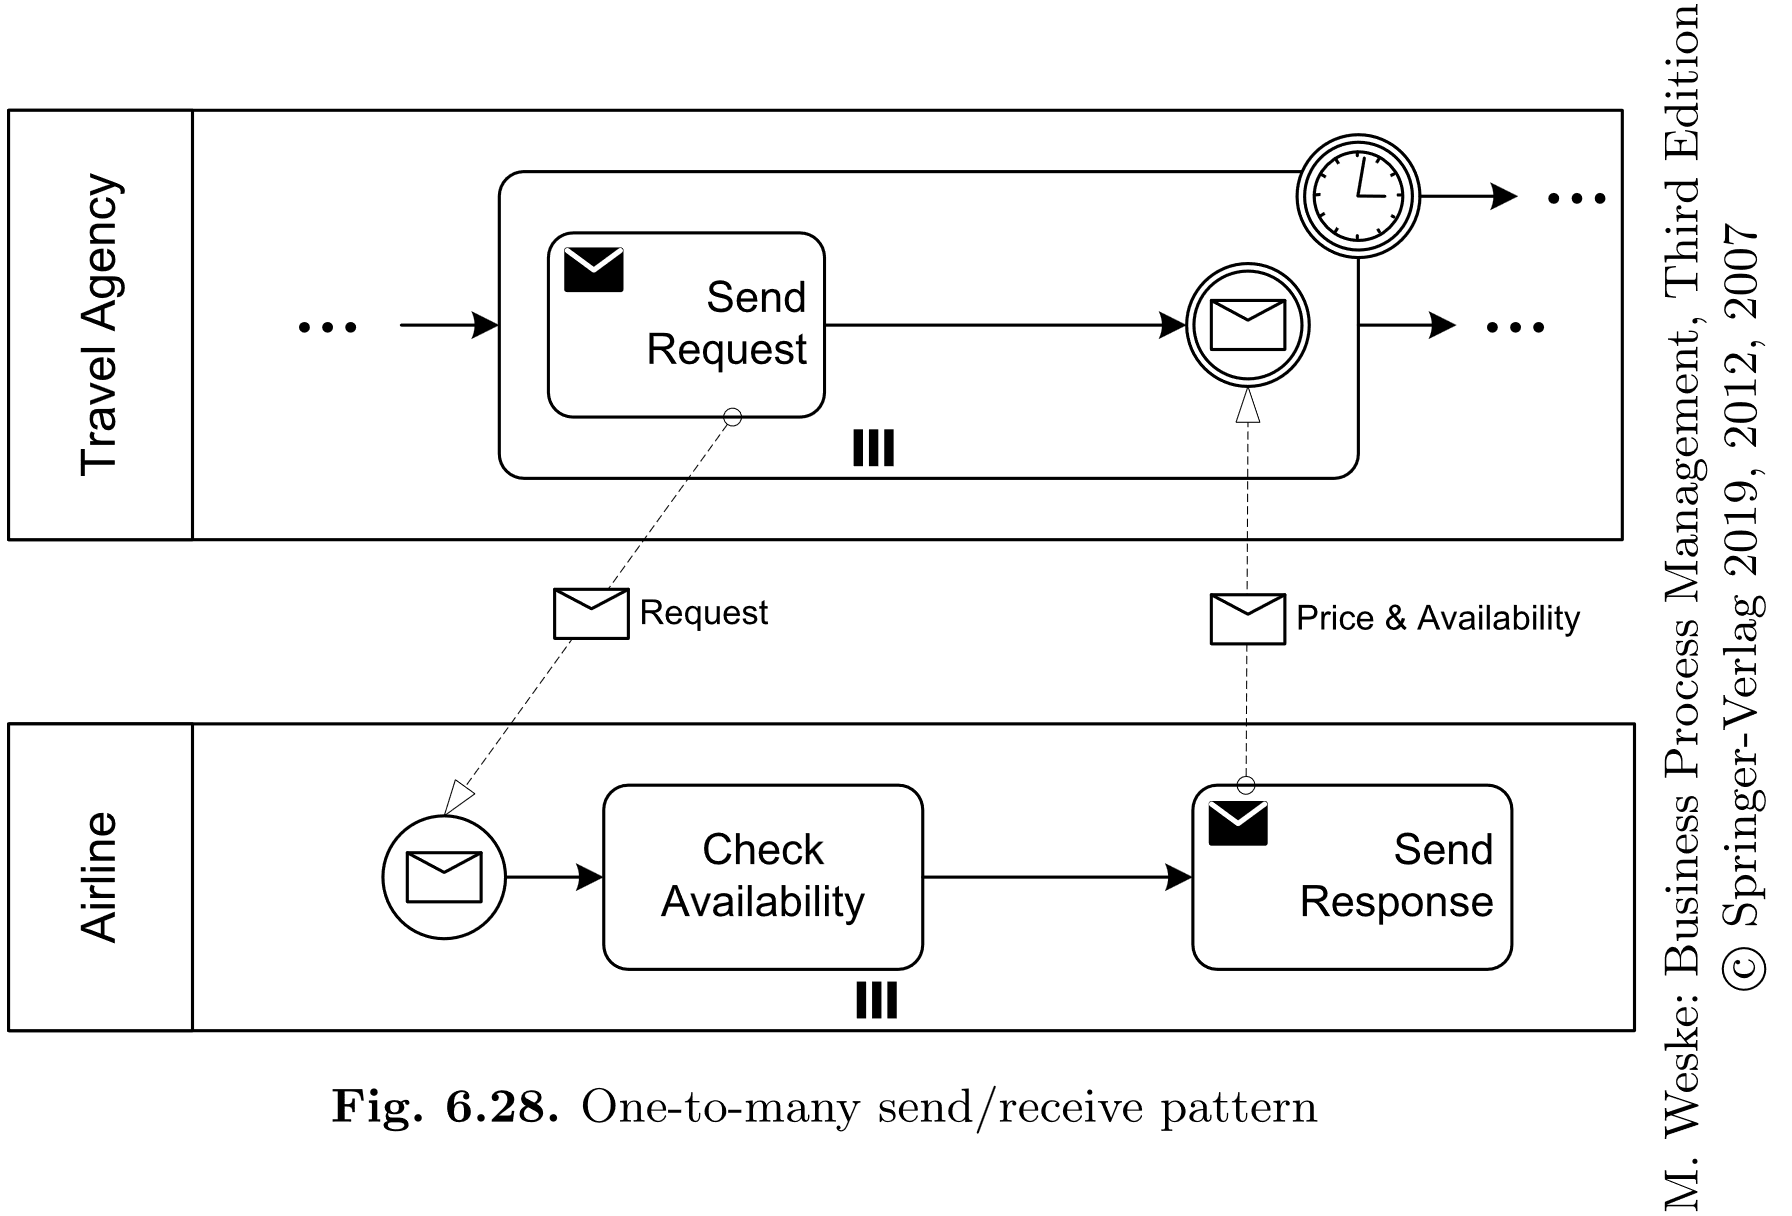 Travel Agency
Send
Request
Request
Price & Availability
Airline
Check
Availability
Send
Response
Fig. 6.28. One-to-many send/receive pattern
M. Weske: Business Process Management, Third Edition
© Springer-Verlag 2019, 2012, 2007